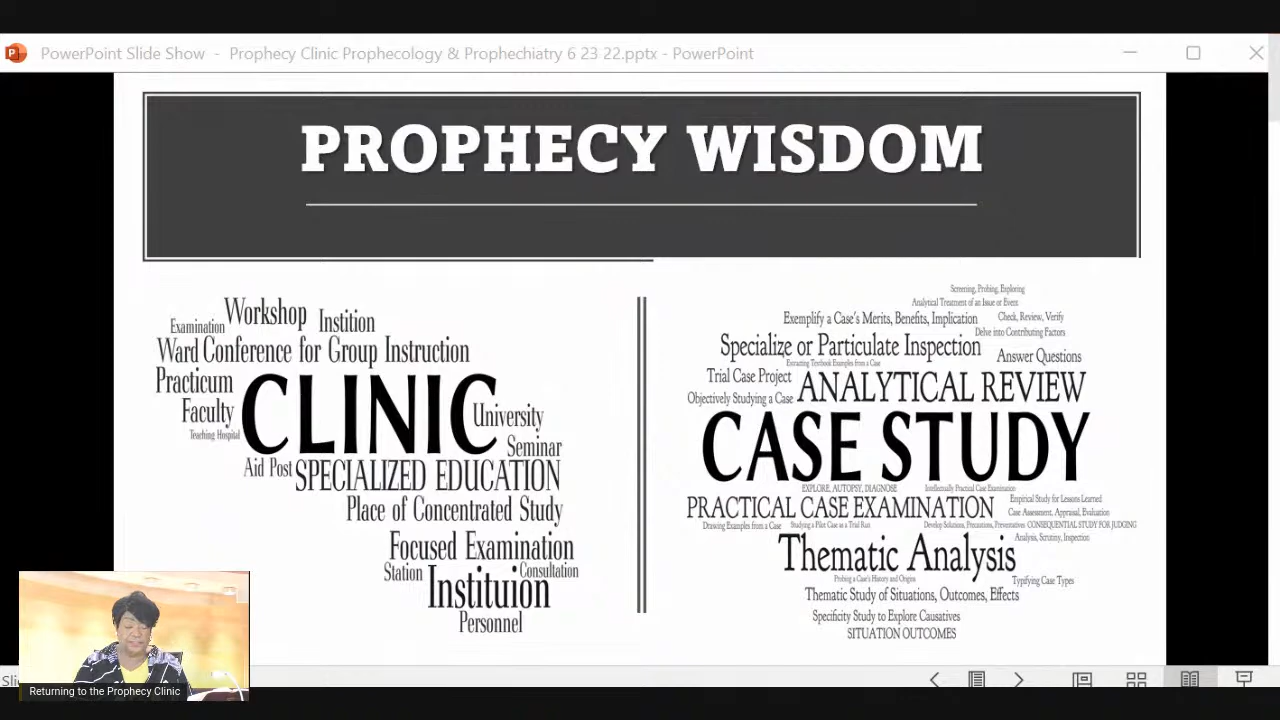 PowerPoint Slide Show - Prophecy Clinic Prophecology & Prophechiatry 6 23 22.pptx - PowerPoint
PROPHECY WISDOM
Workshop
Examination
Instition
Ward Conference for Group Instruction
Practicum
CLINIC
Faculty
University
Teaching Hospital
Seminar
Aid Post
SPECIALIZED EDUCATION
Place of Concentrated Study
Focused Examination
Station
Consultation
Instituion
Personnel
Screening, Probing, Exploring
Analytical Treatment of an Issue or Event
Exemplify a Case's Merits, Benefits, Implication
Check, Review, Verify
Delve into Contributing Factors
Specialize or Particulate Inspection
Answer Questions
Extracting Textbook Examples from a Case
Trial Case Project
ANALYTICAL REVIEW
Objectively Studying a Case
CASE STUDY
EXPLORE, AUTOPSY, DIAGNOSE
Intellectually Practical Case Examination
PRACTICAL CASE EXAMINATION
Empirical Study for Lessons Learned
Case Assessment, Appraisal, Evaluation
Drawing Examples from a Case
Studying a Pilot Case as a Trial Run
Develop Solutions, Precautions, Preventatives
CONSEQUENTIAL STUDY FOR JUDGING
Analysis, Scrutiny, Inspection
Thematic Analysis
Probing a Case's History and Origins
Typifying Case Types
Thematic Study of Situations, Outcomes, Effects
Specificity Study to Explore Causatives
SITUATION OUTCOMES
Returning to the Prophecy Clinic